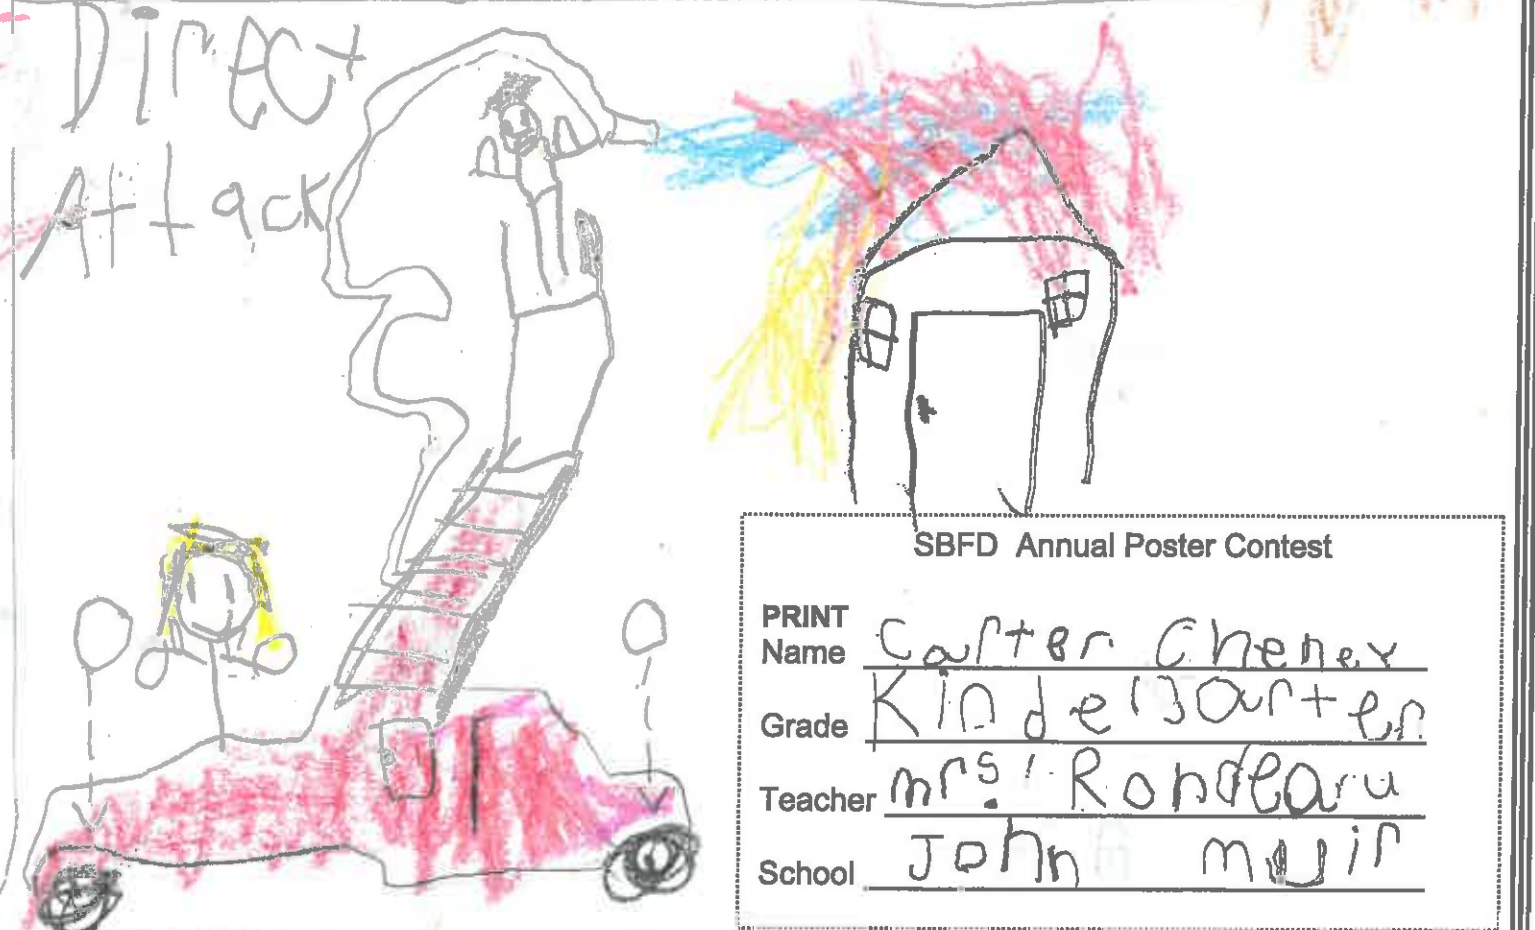 Direct
Attack
SBFD Annual Poster Contest
PRINT
Name Carter Cheney
Grade Kindergarten
Teacher mrs. Rondeau
School John muir